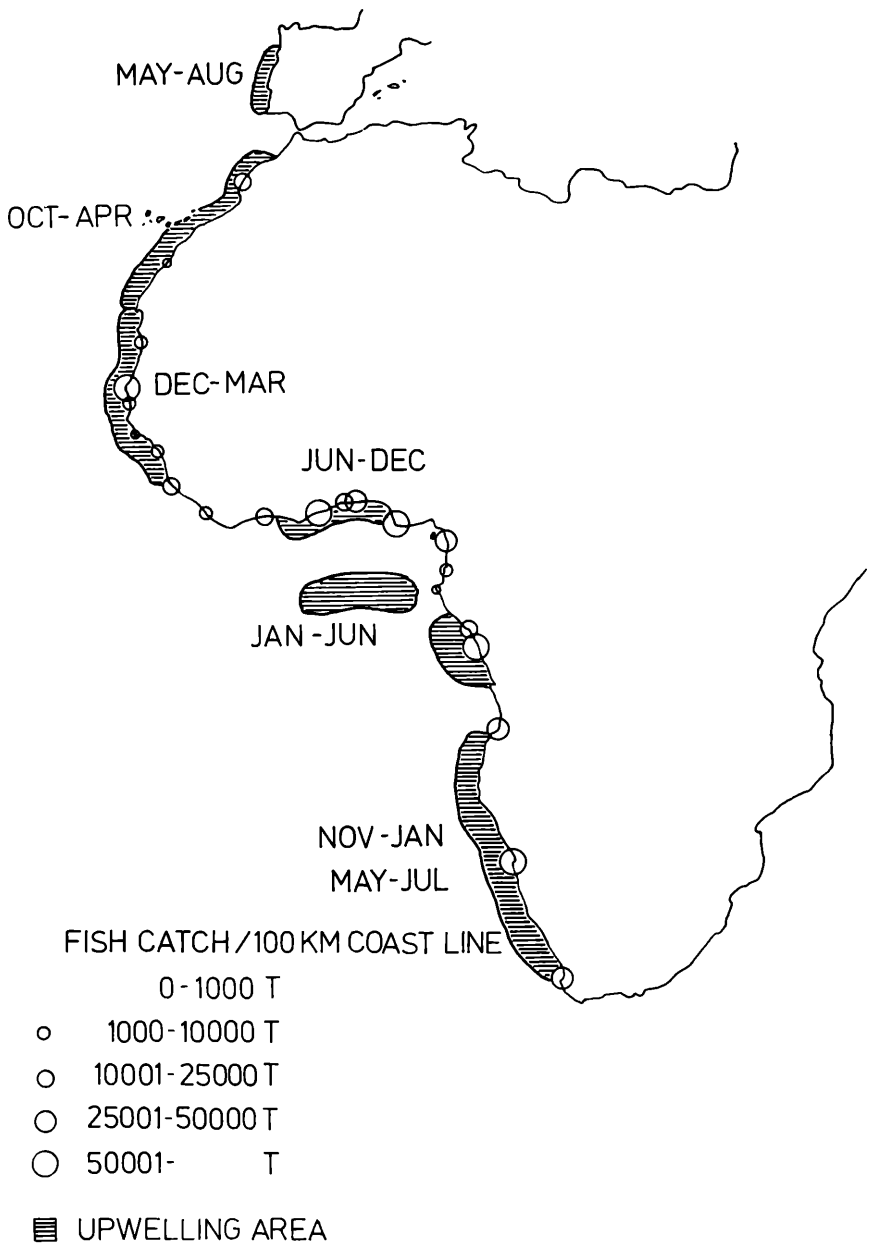 MAY-AUG
OCT-APR
DEC-MAR
JUN-DEC
JAN-JUN
NOV-JAN
MAY-JUL
FISH CATCH/100 KM COAST LINE
0-1000 T
1000-10000 T
10001-25000 T
25001-50000 T
50001- T
UPWELLING AREA